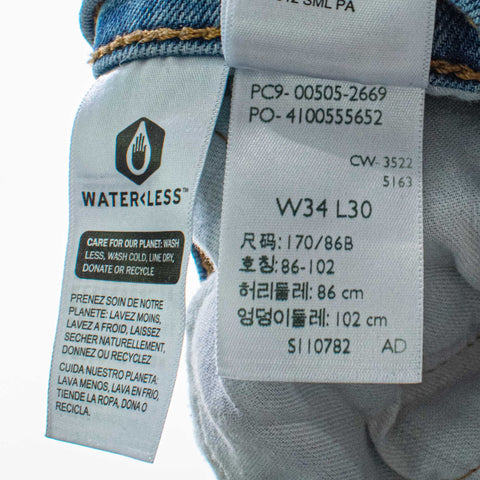 WATER<LESS™
CARE FOR OUR PLANET: WASH
LESS, WASH COLD, LINE DRY,
DONATE OR RECYCLE
PRENEZ SOIN DE NOTRE
PLANETE: LAVEZ MOINS,
LAVEZ A FROID, LAISSEZ
SECHER NATURELLEMENT,
DONNEZ OU RECYCLEZ
CUIDA NUESTRO PLANETA:
LAVA MENOS, LAVA EN FRIO,
TIENDE LA ROPA, DONA O
RECICLA.
SML PA
PC9- 00505-2669
PO- 4100555652
CW- 3522
5163
W34 L30
尺码: 170/86B
호칭: 86-102
허리둘레: 86 cm
엉덩이둘레: 102 cm
S110782 AD